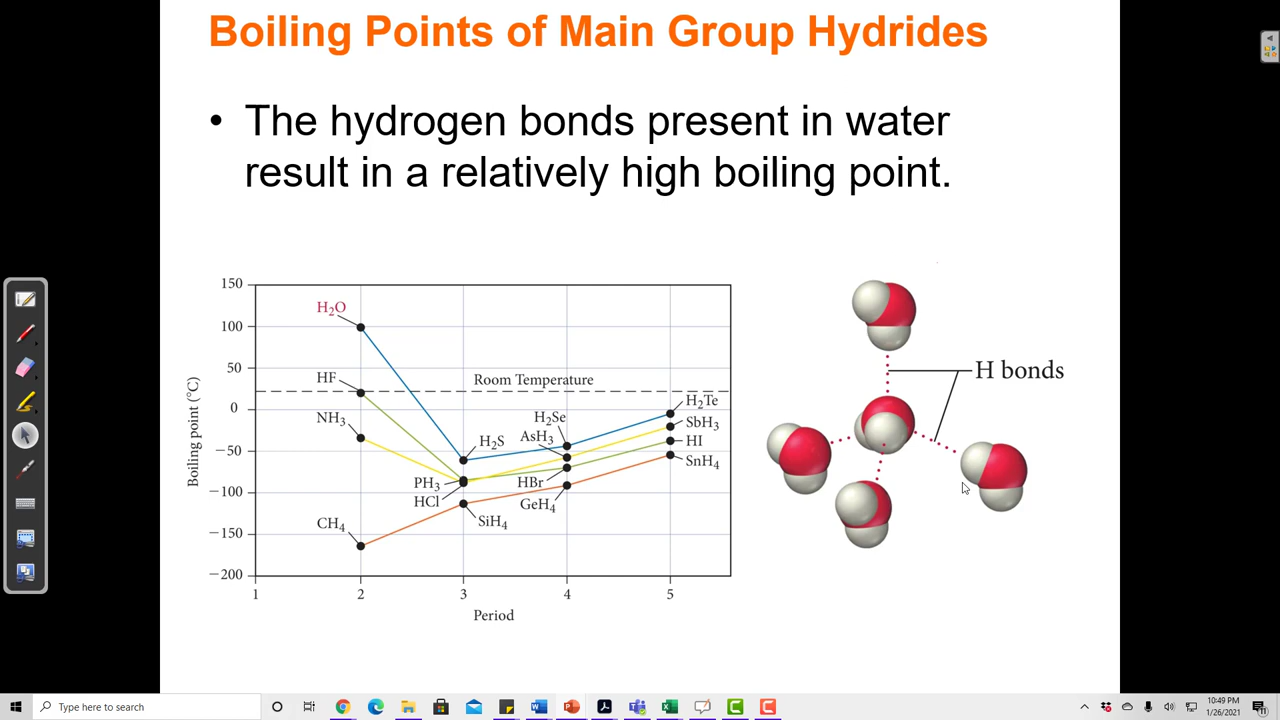 Boiling Points of Main Group Hydrides
• The hydrogen bonds present in water
result in a relatively high boiling point.
150
100
50
0
−50
−100
−150
−200
Boiling point (°C)
1
2
3
4
5
Period
H₂O
HF
NH₃
CH₄
Room Temperature
H₂S
PH₃
HCl
SiH₄
H₂Se
AsH₃
HBr
GeH₄
H₂Te
SbH₃
HI
SnH₄
H bonds
Type here to search
10:49 PM
1/26/2021